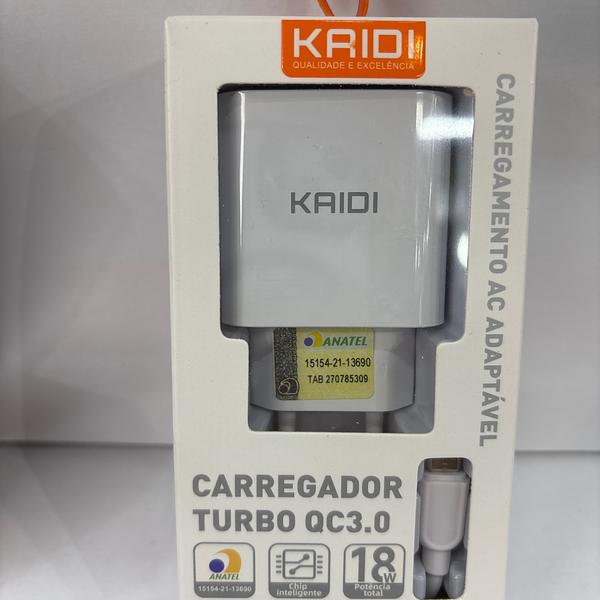 KAIDI
QUALIDADE E EXCELÊNCIA
KAIDI
CARREGAMENTO AC ADAPTÁVEL
ANATEL
15154-21-13690
TAB 270785309
CARREGADOR
TURBO QC3.0
ANATEL
15154-21-13690
Chip
inteligente
18W
Potência
total